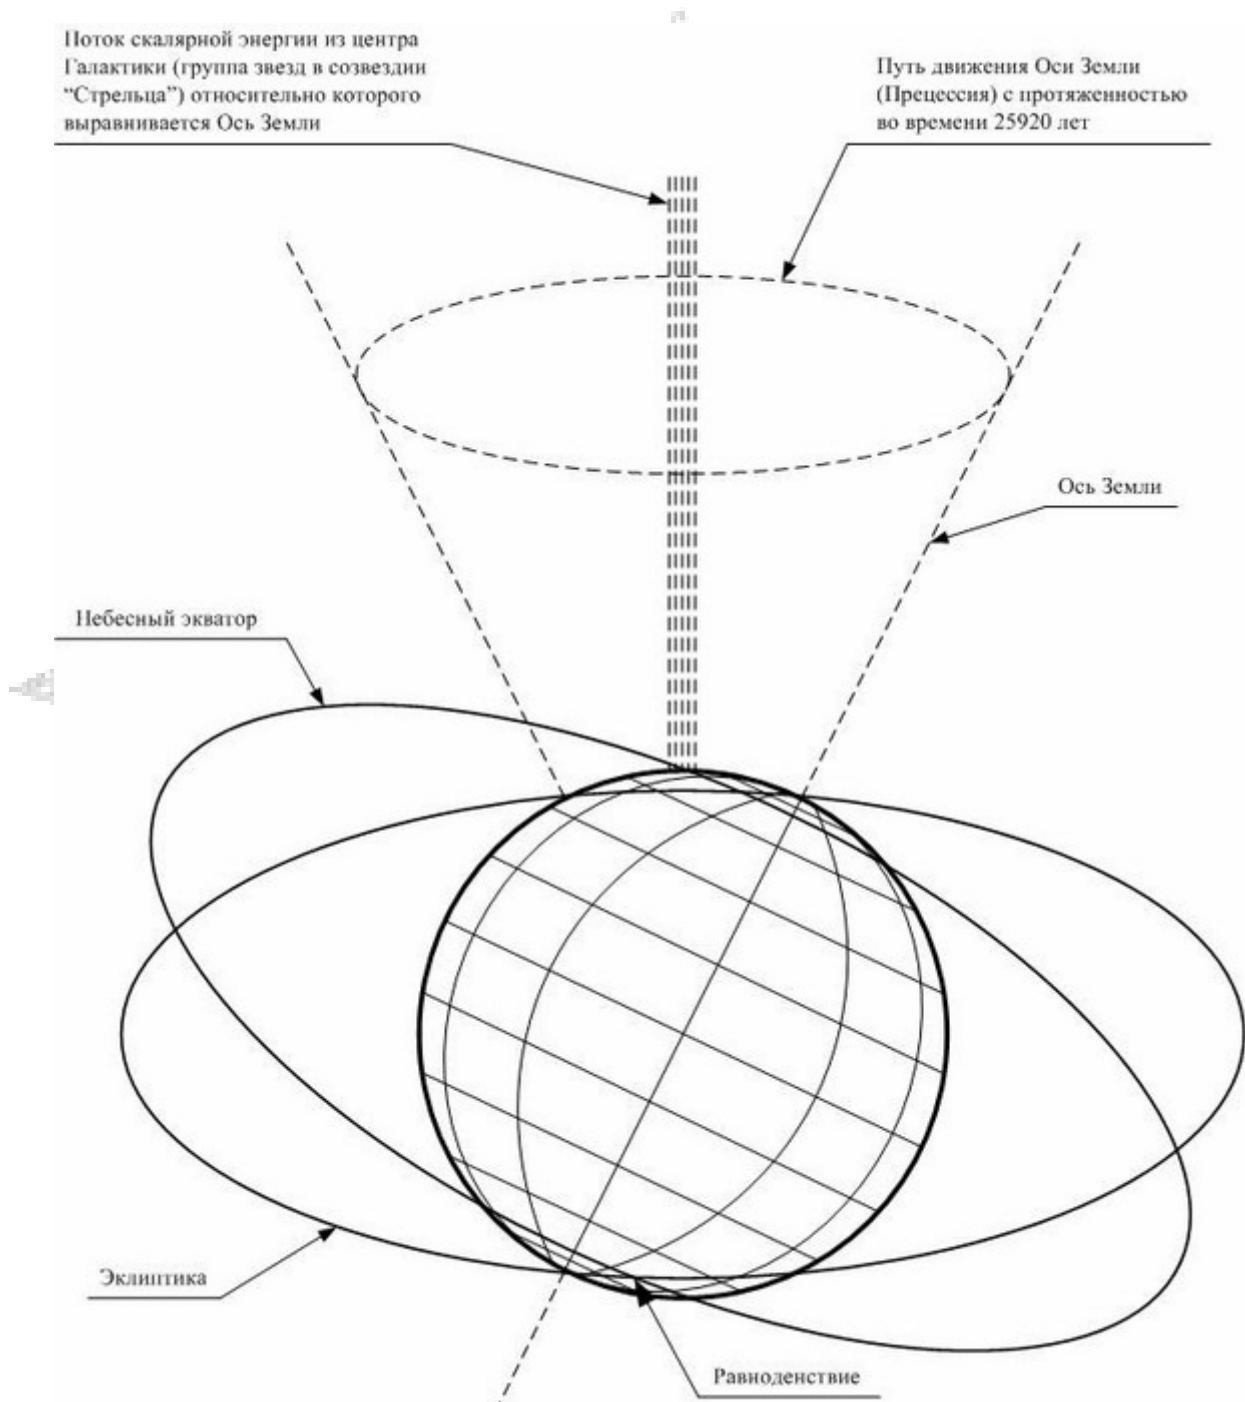 Поток скалярной энергии из центра
Галактики (группа звезд в созвездии
“Стрельца”) относительно которого
выравнивается Ось Земли
Путь движения Оси Земли
(Прецессия) с протяженностью
во времени 25920 лет
Ось Земли
Небесный экватор
Эклиптика
Равноденствие